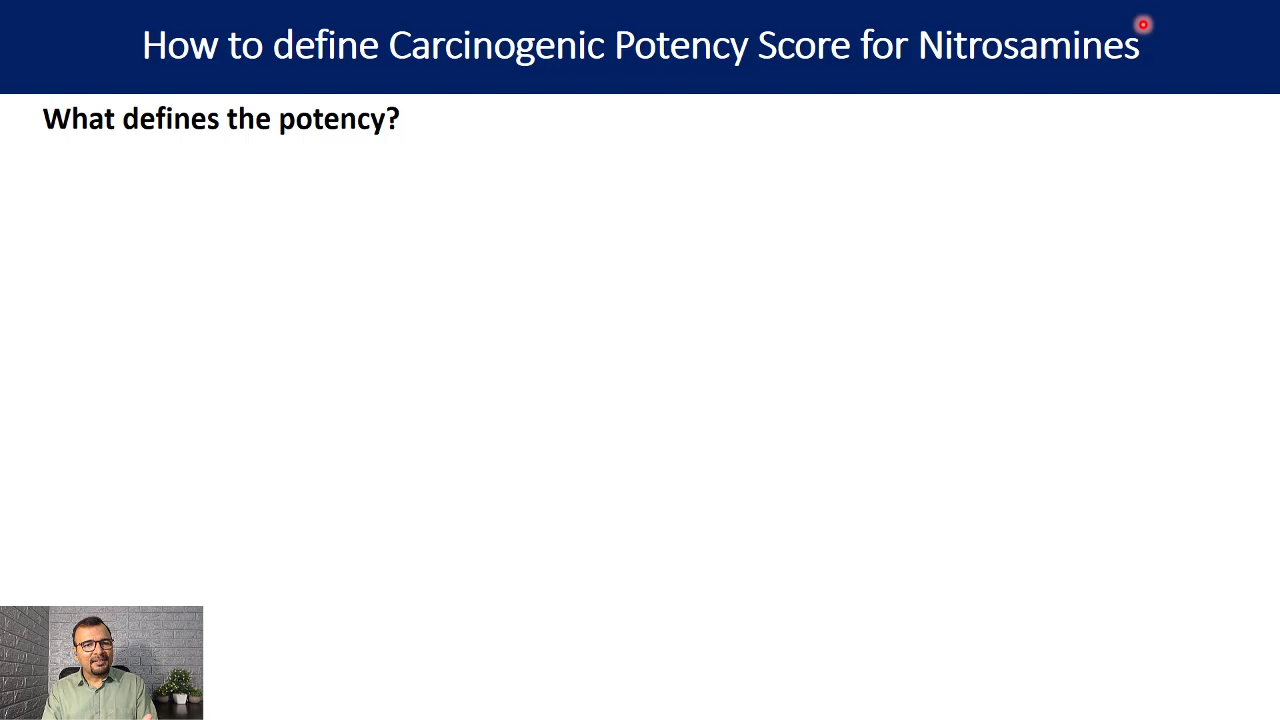 How to define Carcinogenic Potency Score for Nitrosamines
What defines the potency?